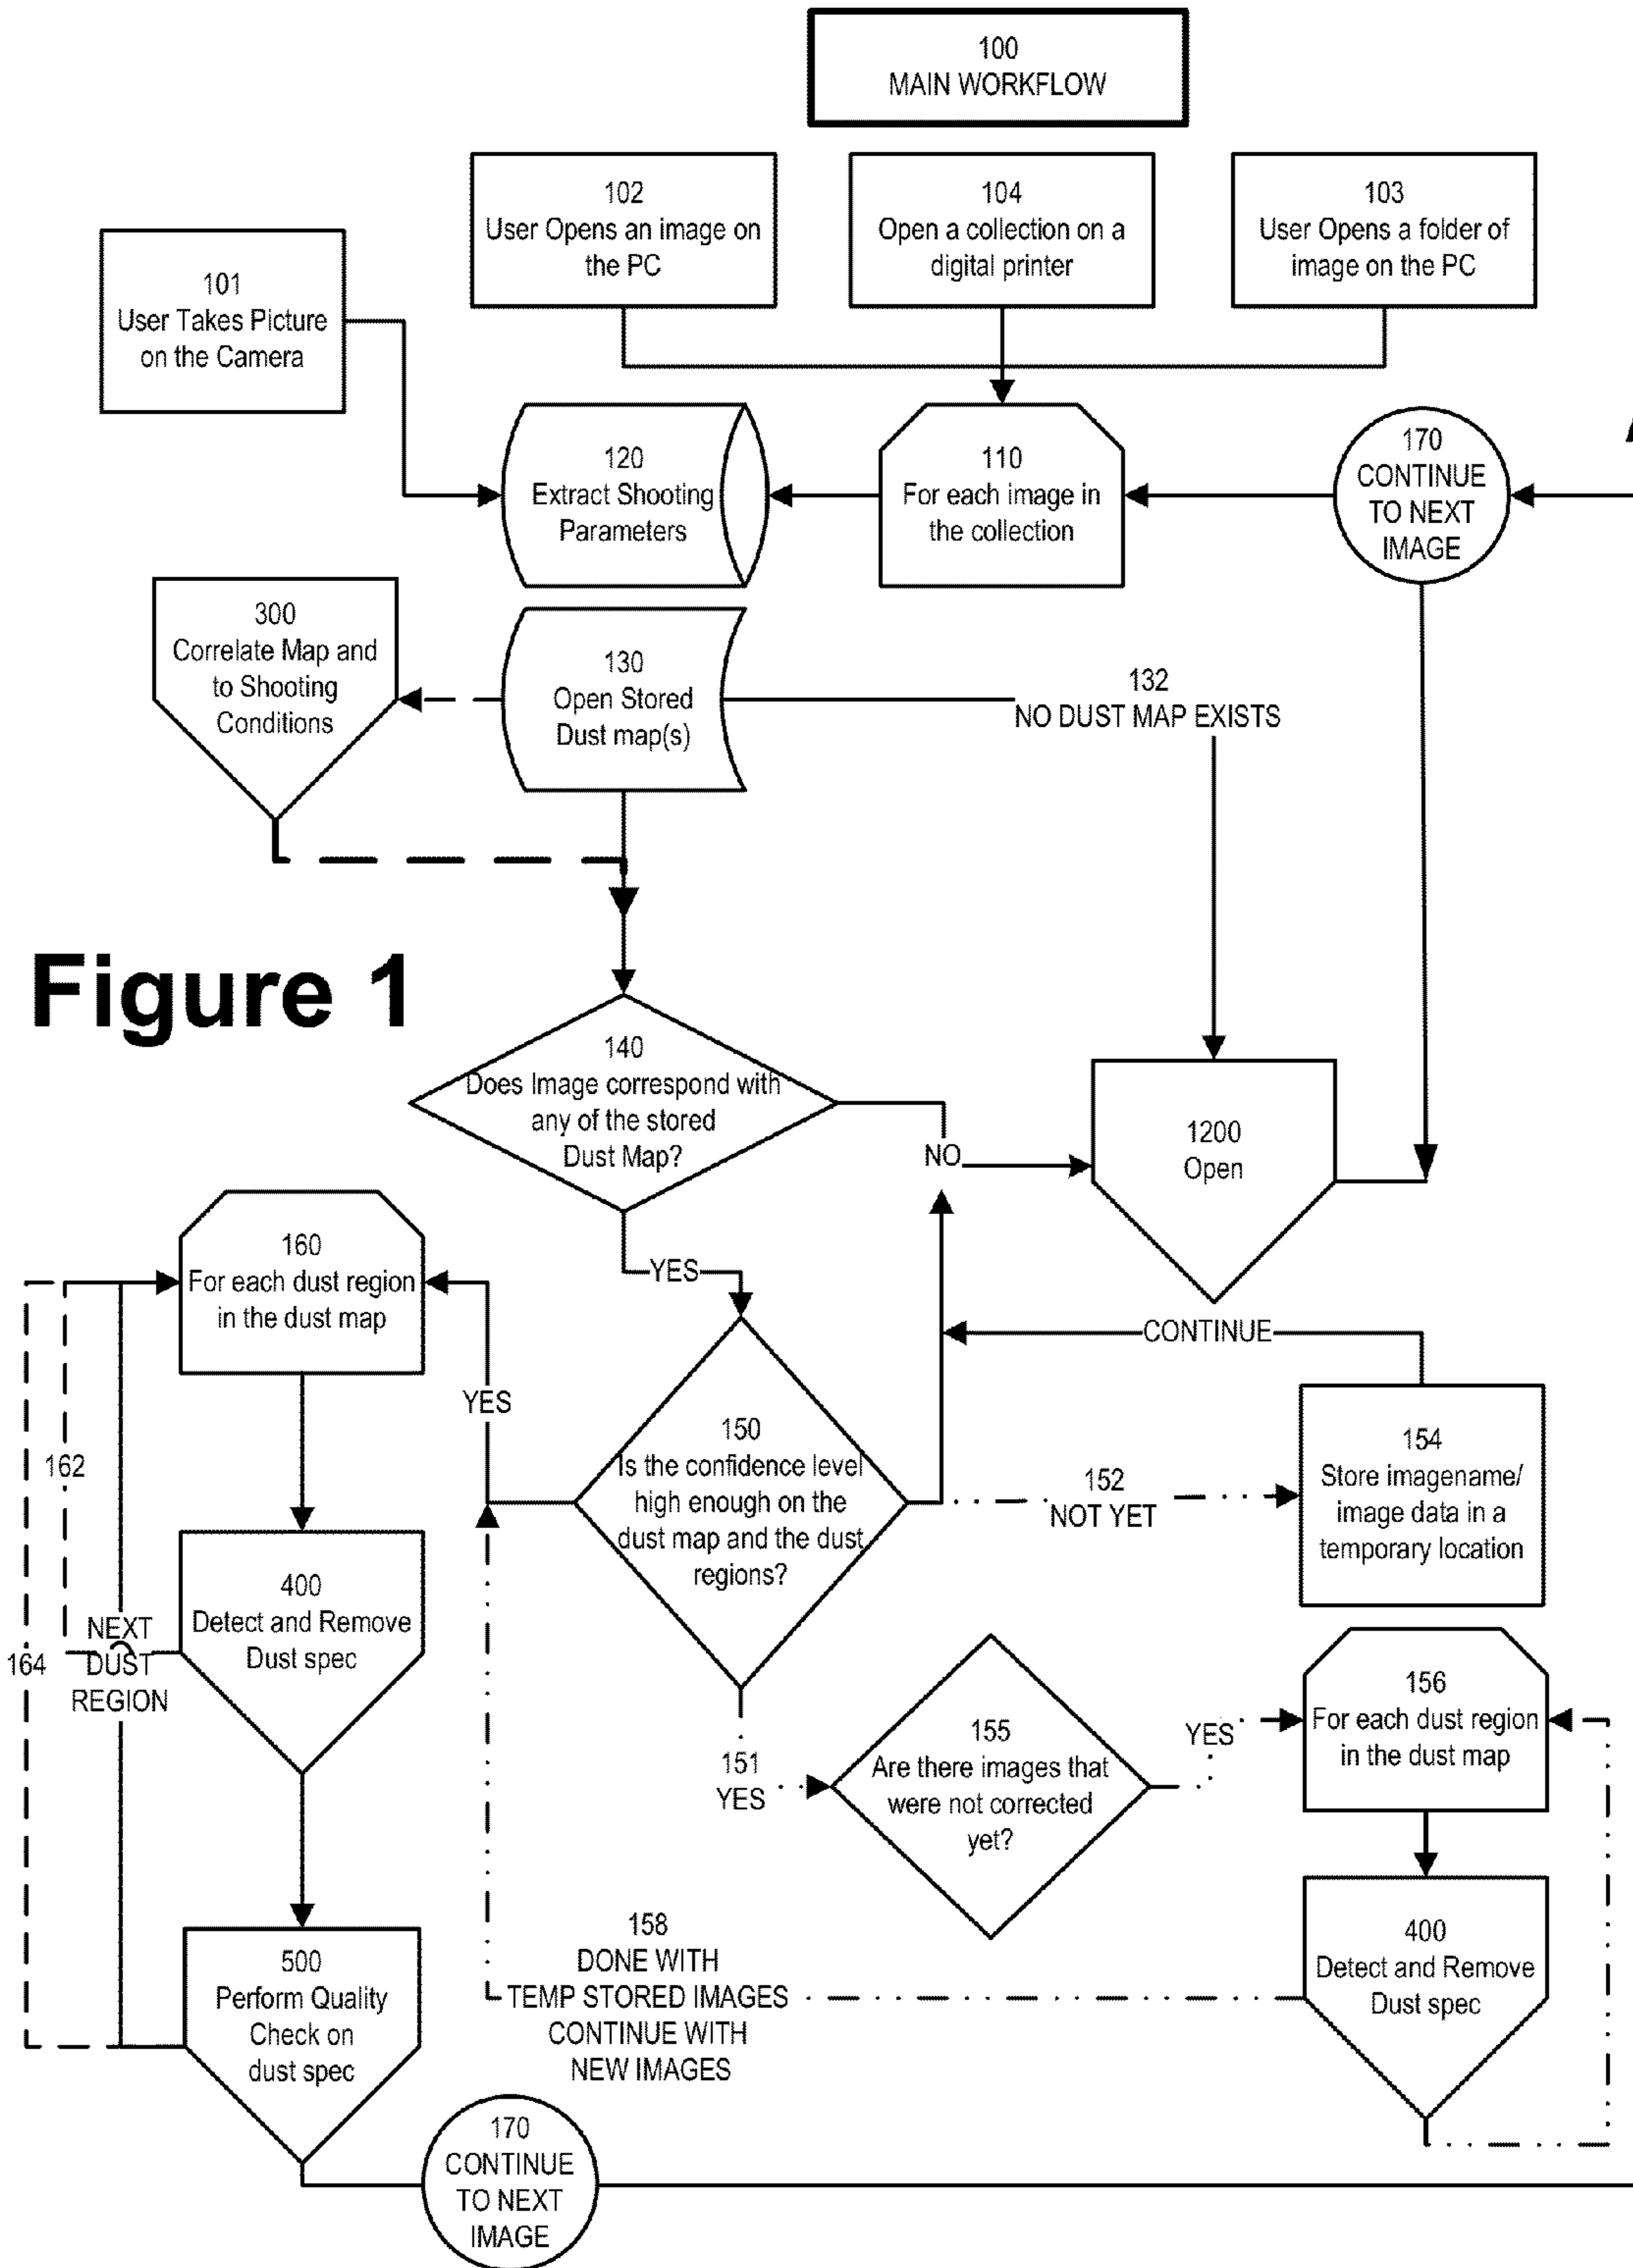 100
MAIN WORKFLOW
102
User Opens an image on
the PC
104
Open a collection on a
digital printer
103
User Opens a folder of
image on the PC
101
User Takes Picture
on the Camera
120
Extract Shooting
Parameters
110
For each image in
the collection
170
CONTINUE
TO NEXT
IMAGE
300
Correlate Map and
to Shooting
Conditions
130
Open Stored
Dust map(s)
132
NO DUST MAP EXISTS
Figure 1
140
Does Image correspond with
any of the stored
Dust Map?
NO
1200
Open
YES
160
For each dust region
in the dust map
CONTINUE
YES
150
Is the confidence level
high enough on the
dust map and the dust
regions?
152
NOT YET
154
Store imagename/
image data in a
temporary location
162
400
Detect and Remove
Dust spec
NEXT
DUST
REGION
164
151
YES
155
Are there images that
were not corrected
yet?
YES
156
For each dust region
in the dust map
158
DONE WITH
TEMP STORED IMAGES
CONTINUE WITH
NEW IMAGES
400
Detect and Remove
Dust spec
500
Perform Quality
Check on
dust spec
170
CONTINUE
TO NEXT
IMAGE